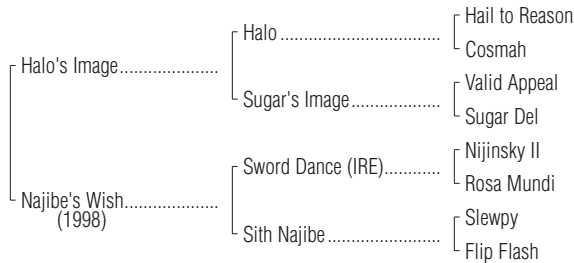 Hail to Reason
Halo ........................................
Cosmah
Halo's Image.........................
Valid Appeal
Sugar's Image ......................
Sugar Del
Nijinsky II
Sword Dance (IRE)..............
Rosa Mundi
Najibe's Wish........................
(1998)
Slewpy
Sith Najibe ............................
Flip Flash